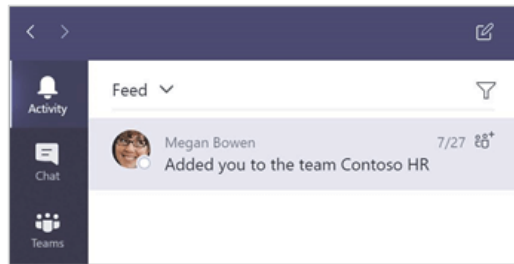 Feed
Activity
Megan Bowen 7/27
Added you to the team Contoso HR
Chat
Teams